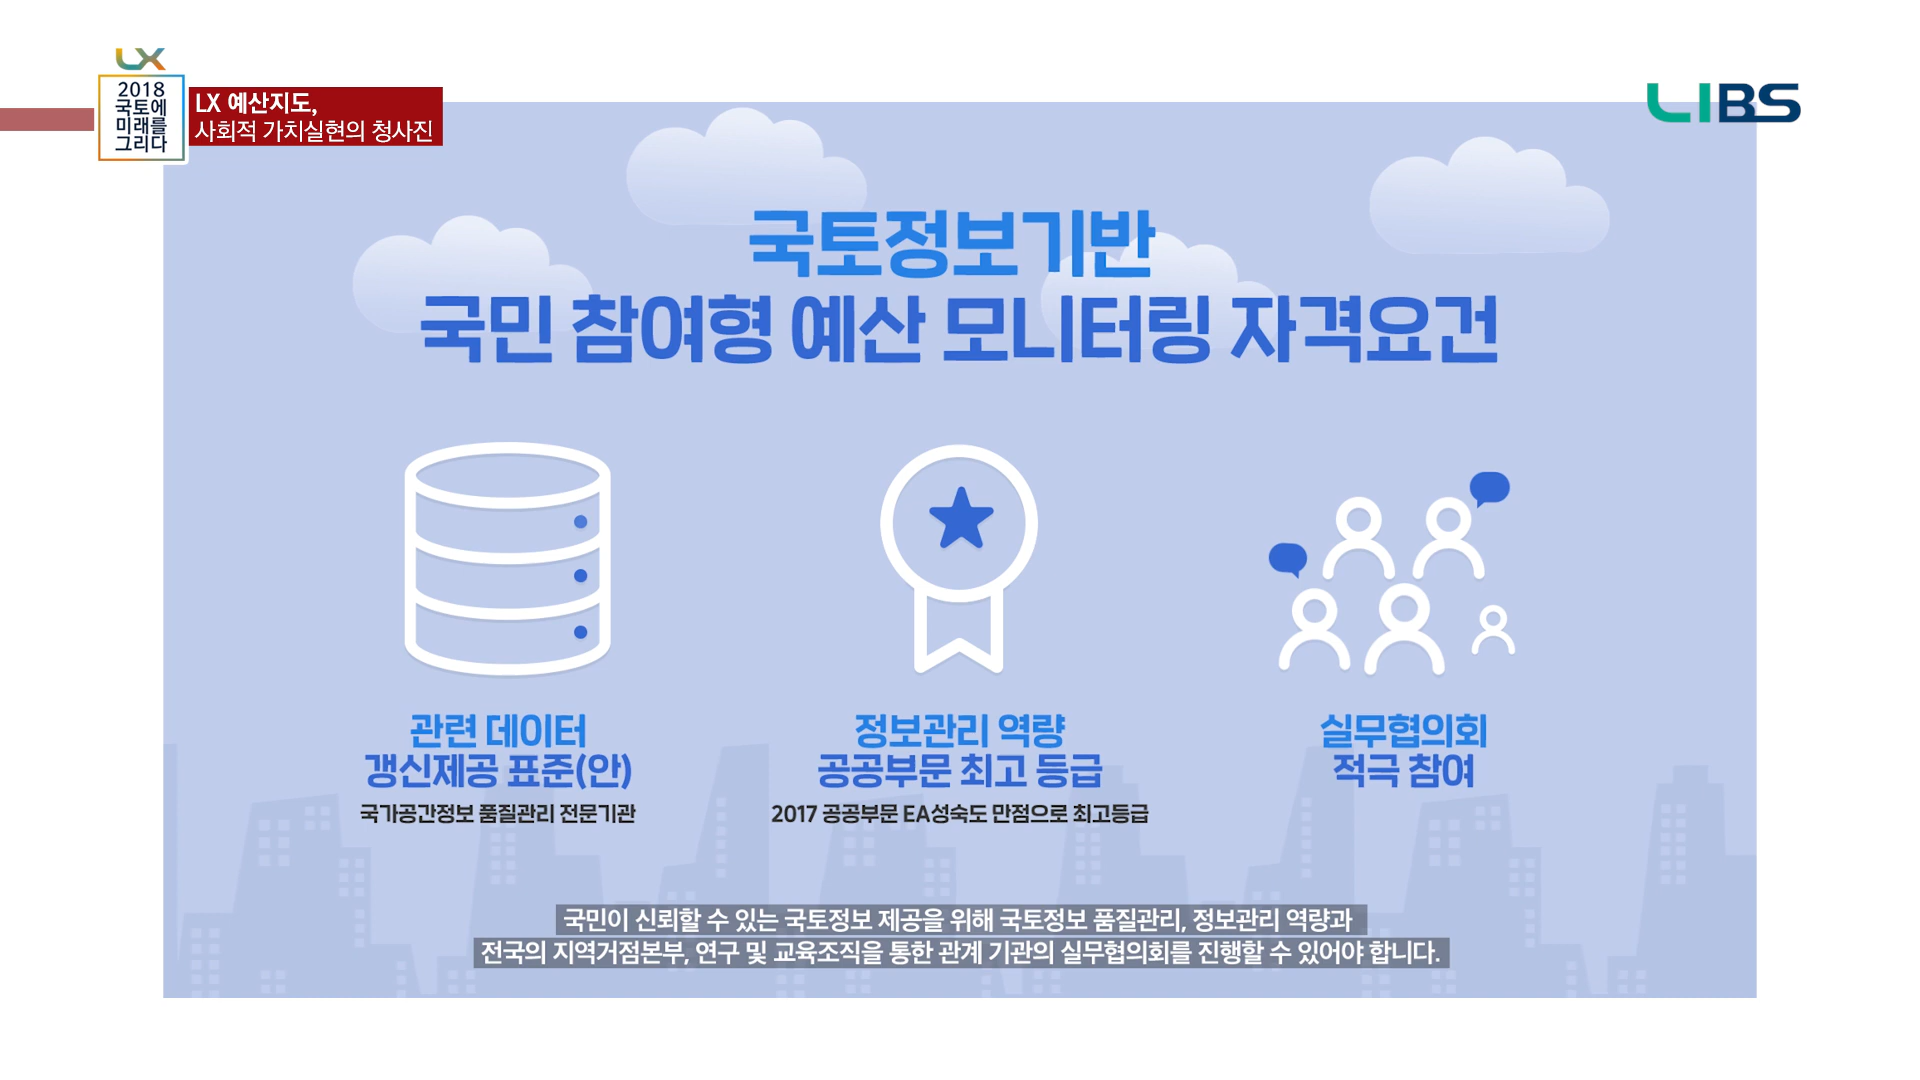 LX
2018
국토에
미래를
그리다
LX 예산지도,
사회적 가치실현의 청사진
LIBS
국토정보기반
국민 참여형 예산 모니터링 자격요건
관련 데이터
갱신제공 표준(안)
국가공간정보 품질관리 전문기관
정보관리 역량
공공부문 최고 등급
2017 공공부문 EA성숙도 만점으로 최고등급
실무협의회
적극 참여
국민이 신뢰할 수 있는 국토정보 제공을 위해 국토정보 품질관리, 정보관리 역량과
전국의 지역거점본부, 연구 및 교육조직을 통한 관계 기관의 실무협의회를 진행할 수 있어야 합니다.